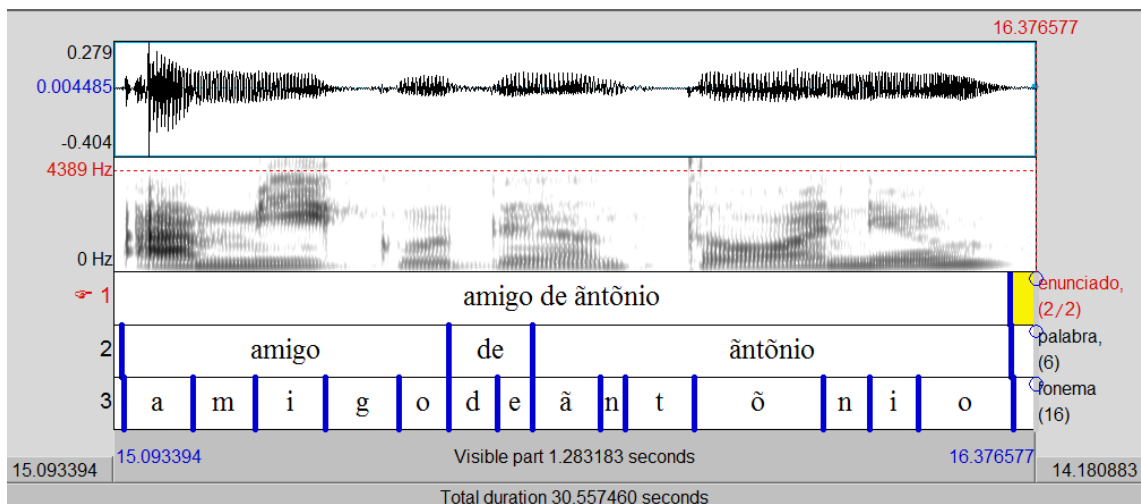 16.376577
0.279
0.004485
-0.404
4389 Hz
0 Hz
☞ 1 amigo de ãntõnio enunciado, (2/2)
2 amigo de ãntõnio palabra, (6)
3 a m i g o d e ã n t õ n i o fonema (16)
15.093394 Visible part 1.283183 seconds 16.376577
15.093394 14.180883
Total duration 30.557460 seconds